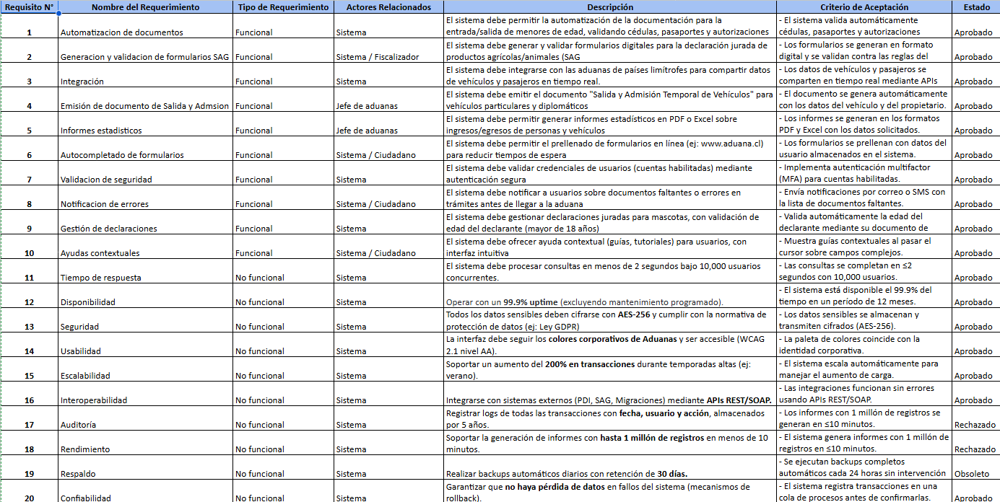 Requisito N° Nombre del Requerimiento Tipo de Requerimiento Actores Relacionados Descripción Criterio de Aceptación Estado
El sistema debe permitir la automatización de la documentación para la - El sistema valida automáticamente
1 Automatizacion de documentos Funcional Sistema entrada/salida de menores de edad, validando cédulas, pasaportes y autorizaciones cédulas, pasaportes y autorizaciones Aprobado
El sistema debe generar y validar formularios digitales para la declaración jurada de - Los formularios se generan en formato
2 Generacion y validacion de formularios SAG Funcional Sistema / Fiscalizador productos agrícolas/animales (SAG digital y se validan contra las reglas del Aprobado
El sistema debe integrarse con las aduanas de países limítrofes para compartir datos - Los datos de vehículos y pasajeros se
3 Integración Funcional Sistema de vehículos y pasajeros en tiempo real. comparten en tiempo real mediante APIs Aprobado
El sistema debe emitir el documento "Salida y Admisión Temporal de Vehículos" para - El documento se genera automáticamente
4 Emisión de documento de Salida y Admsion Funcional Jefe de aduanas vehículos particulares y diplomáticos con los datos del vehículo y del propietario. Aprobado
El sistema debe permitir generar informes estadísticos en PDF o Excel sobre - Los informes se generan en los formatos
5 Informes estadisticos Funcional Jefe de aduanas ingresos/egresos de personas y vehículos PDF y Excel con los datos solicitados. Aprobado
El sistema debe permitir el prellenado de formularios en línea (ej: www.aduana.cl) - Los formularios se prellenan con datos del
6 Autocompletado de formularios Funcional Sistema / Ciudadano para reducir tiempos de espera usuario almacenados en el sistema. Aprobado
El sistema debe validar credenciales de usuarios (cuentas habilitadas) mediante - Implementa autenticación multifactor
7 Validacion de seguridad Funcional Sistema autenticación segura (MFA) para cuentas habilitadas. Aprobado
El sistema debe notificar a usuarios sobre documentos faltantes o errores en - Envía notificaciones por correo o SMS con
8 Notificacion de errores Funcional Sistema / Ciudadano trámites antes de llegar a la aduana la lista de documentos faltantes. Aprobado
El sistema debe gestionar declaraciones juradas para mascotas, con validación de - Valida automáticamente la edad del
9 Gestión de declaraciones Funcional Sistema edad del declarante (mayor de 18 años) declarante mediante su documento de Aprobado
El sistema debe ofrecer ayuda contextual (guías, tutoriales) para usuarios, con - Muestra guías contextuales al pasar el
10 Ayudas contextuales Funcional Sistema / Ciudadano interfaz intuitiva cursor sobre campos complejos. Aprobado
El sistema debe procesar consultas en menos de 2 segundos bajo 10,000 usuarios - Las consultas se completan en ≤2
11 Tiempo de respuesta No funcional Sistema concurrentes. segundos con 10,000 usuarios. Aprobado
- El sistema está disponible el 99.9% del
12 Disponibilidad No funcional Sistema Operar con un 99.9% uptime (excluyendo mantenimiento programado). tiempo en un período de 12 meses. Aprobado
Todos los datos sensibles deben cifrarse con AES-256 y cumplir con la normativa de - Los datos sensibles se almacenan y
13 Seguridad No funcional Sistema protección de datos (ej: Ley GDPR) transmiten cifrados (AES-256). Aprobado
La interfaz debe seguir los colores corporativos de Aduanas y ser accesible (WCAG - La paleta de colores coincide con la
14 Usabilidad No funcional Sistema 2.1 nivel AA). identidad corporativa. Aprobado
Soportar un aumento del 200% en transacciones durante temporadas altas (ej: - El sistema escala automáticamente para
15 Escalabilidad No funcional Sistema verano). manejar el aumento de carga. Aprobado
- Las integraciones funcionan sin errores
16 Interoperabilidad No funcional Sistema Integrarse con sistemas externos (PDI, SAG, Migraciones) mediante APIs REST/SOAP. usando APIs REST/SOAP. Aprobado
Registrar logs de todas las transacciones con fecha, usuario y acción, almacenados - Los informes con 1 millón de registros se
17 Auditoría No funcional Sistema por 5 años. generan en ≤10 minutos. Rechazado
Soportar la generación de informes con hasta 1 millón de registros en menos de 10 - El sistema genera informes con 1 millón de
18 Rendimiento No funcional Sistema minutos. registros en ≤10 minutos. Rechazado
- Se ejecutan backups completos
19 Respaldo No funcional Sistema Realizar backups automáticos diarios con retención de 30 días. automáticos cada 24 horas sin intervención Obsoleto
Garantizar que no haya pérdida de datos en fallos del sistema (mecanismos de - El sistema registra transacciones en una
20 Confiabilidad No funcional Sistema rollback). cola de procesos antes de confirmarlas. Aprobado